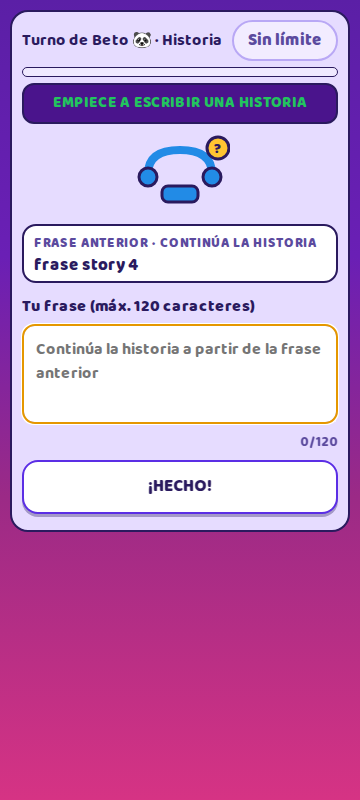 Turno de Beto 🐼 · Historia
Sin límite
EMPIECE A ESCRIBIR UNA HISTORIA
?
FRASE ANTERIOR · CONTINÚA LA HISTORIA
frase story 4
Tu frase (máx. 120 caracteres)
Continúa la historia a partir de la frase
anterior
0/120
¡HECHO!